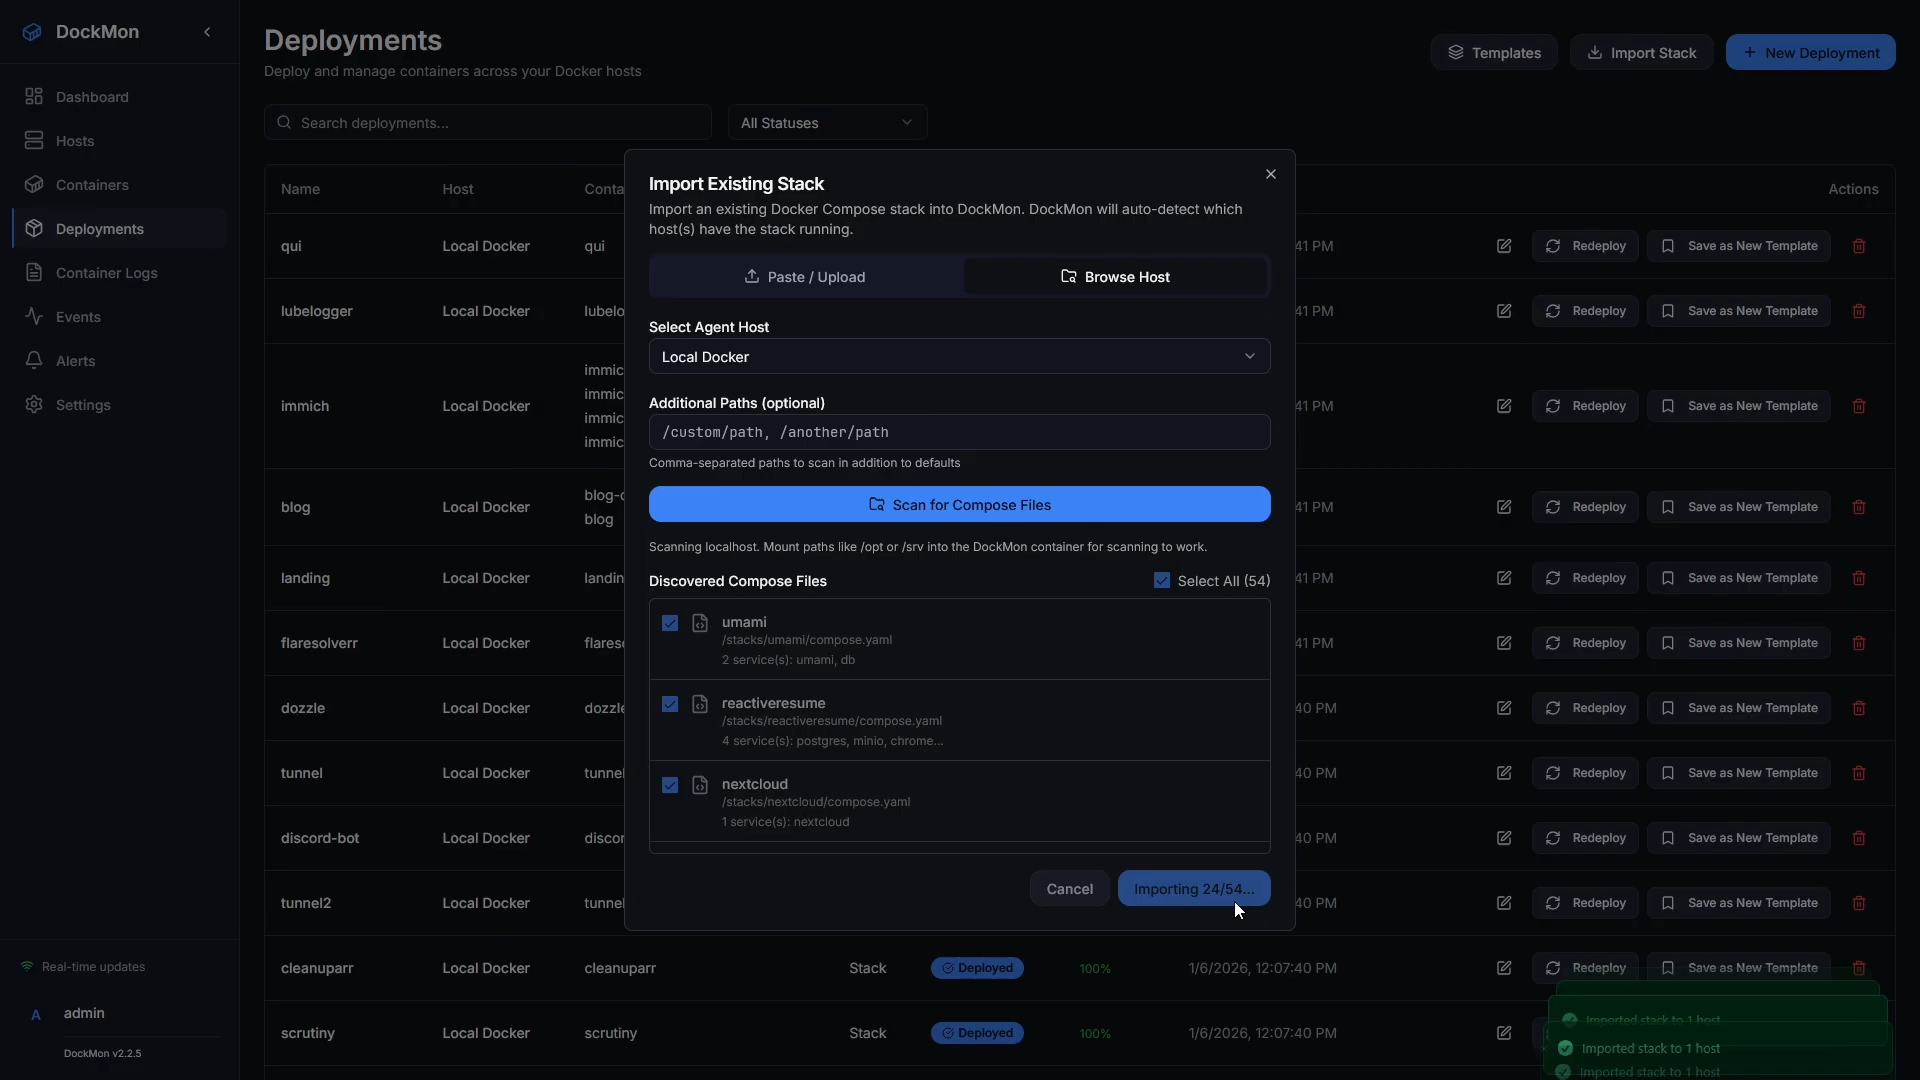 DockMon
Dashboard
Hosts
Containers
Deployments
Container Logs
Events
Alerts
Settings
Real-time updates
A admin
DockMon v2.2.5
Deployments
Deploy and manage containers across your Docker hosts
Templates
Import Stack
New Deployment
Search deployments...
All Statuses
Name Host Conta Actions
qui Local Docker qui 41 PM Redeploy Save as New Template
lubelogger Local Docker lubelo 41 PM Redeploy Save as New Template
immic
immic
immich Local Docker 41 PM Redeploy Save as New Template
immic
immic
blog-c
blog Local Docker 41 PM Redeploy Save as New Template
blog
landing Local Docker landin 41 PM Redeploy Save as New Template
flaresolverr Local Docker flares 41 PM Redeploy Save as New Template
dozzle Local Docker dozzle 40 PM Redeploy Save as New Template
tunnel Local Docker tunnel 40 PM Redeploy Save as New Template
discord-bot Local Docker discor 40 PM Redeploy Save as New Template
tunnel2 Local Docker tunnel 40 PM Redeploy Save as New Template
cleanuparr Local Docker cleanuparr Stack Deployed 100% 1/6/2026, 12:07:40 PM Redeploy Save as New Template
scrutiny Local Docker scrutiny Stack Deployed 100% 1/6/2026, 12:07:40 PM
Import Existing Stack
Import an existing Docker Compose stack into DockMon. DockMon will auto-detect which
host(s) have the stack running.
Paste / Upload
Browse Host
Select Agent Host
Local Docker
Additional Paths (optional)
/custom/path, /another/path
Comma-separated paths to scan in addition to defaults
Scan for Compose Files
Scanning localhost. Mount paths like /opt or /srv into the DockMon container for scanning to work.
Discovered Compose Files
Select All (54)
umami
/stacks/umami/compose.yaml
2 service(s): umami, db
reactiveresume
/stacks/reactiveresume/compose.yaml
4 service(s): postgres, minio, chrome...
nextcloud
/stacks/nextcloud/compose.yaml
1 service(s): nextcloud
Cancel
Importing 24/54...
Imported stack to 1 host
Imported stack to 1 host
Imported stack to 1 host